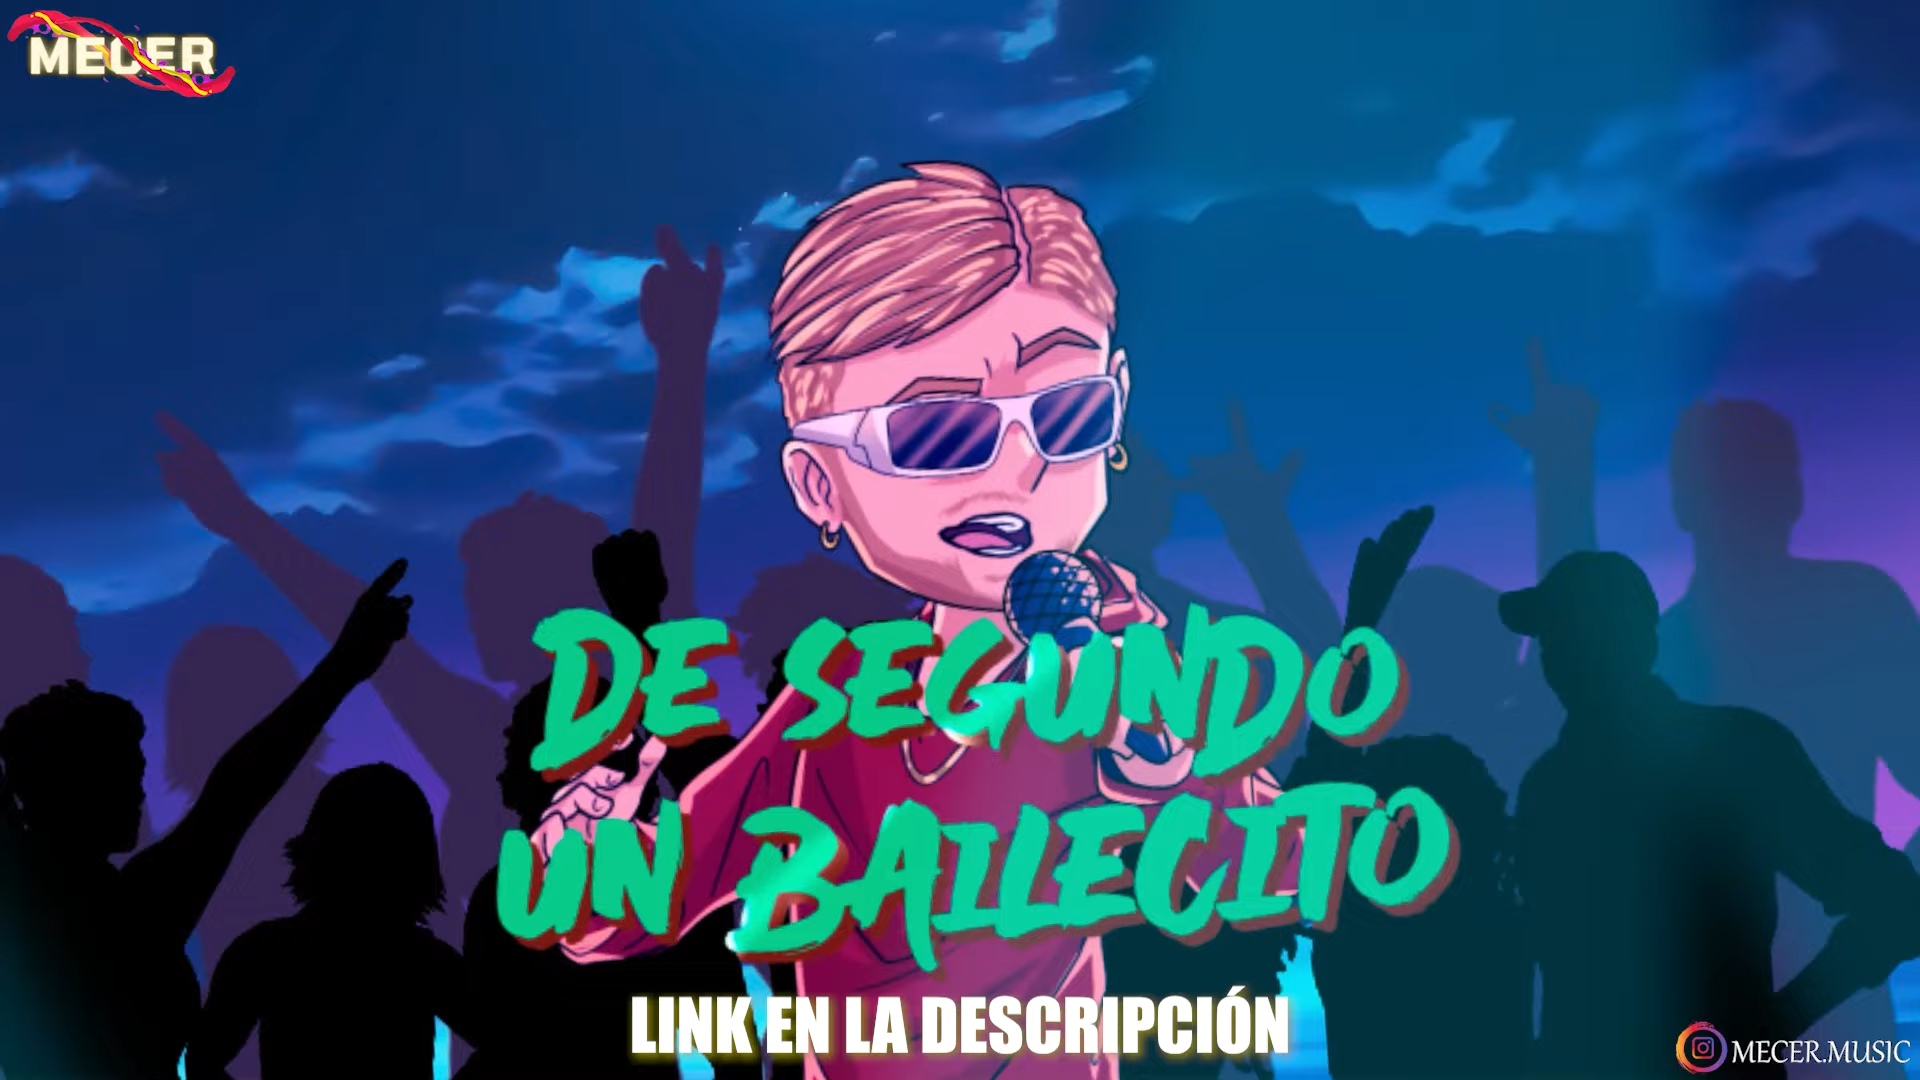 MECER
DE SEGUNDO
UN BAILECITO
LINK EN LA DESCRIPCIÓN
MECER.MUSIC